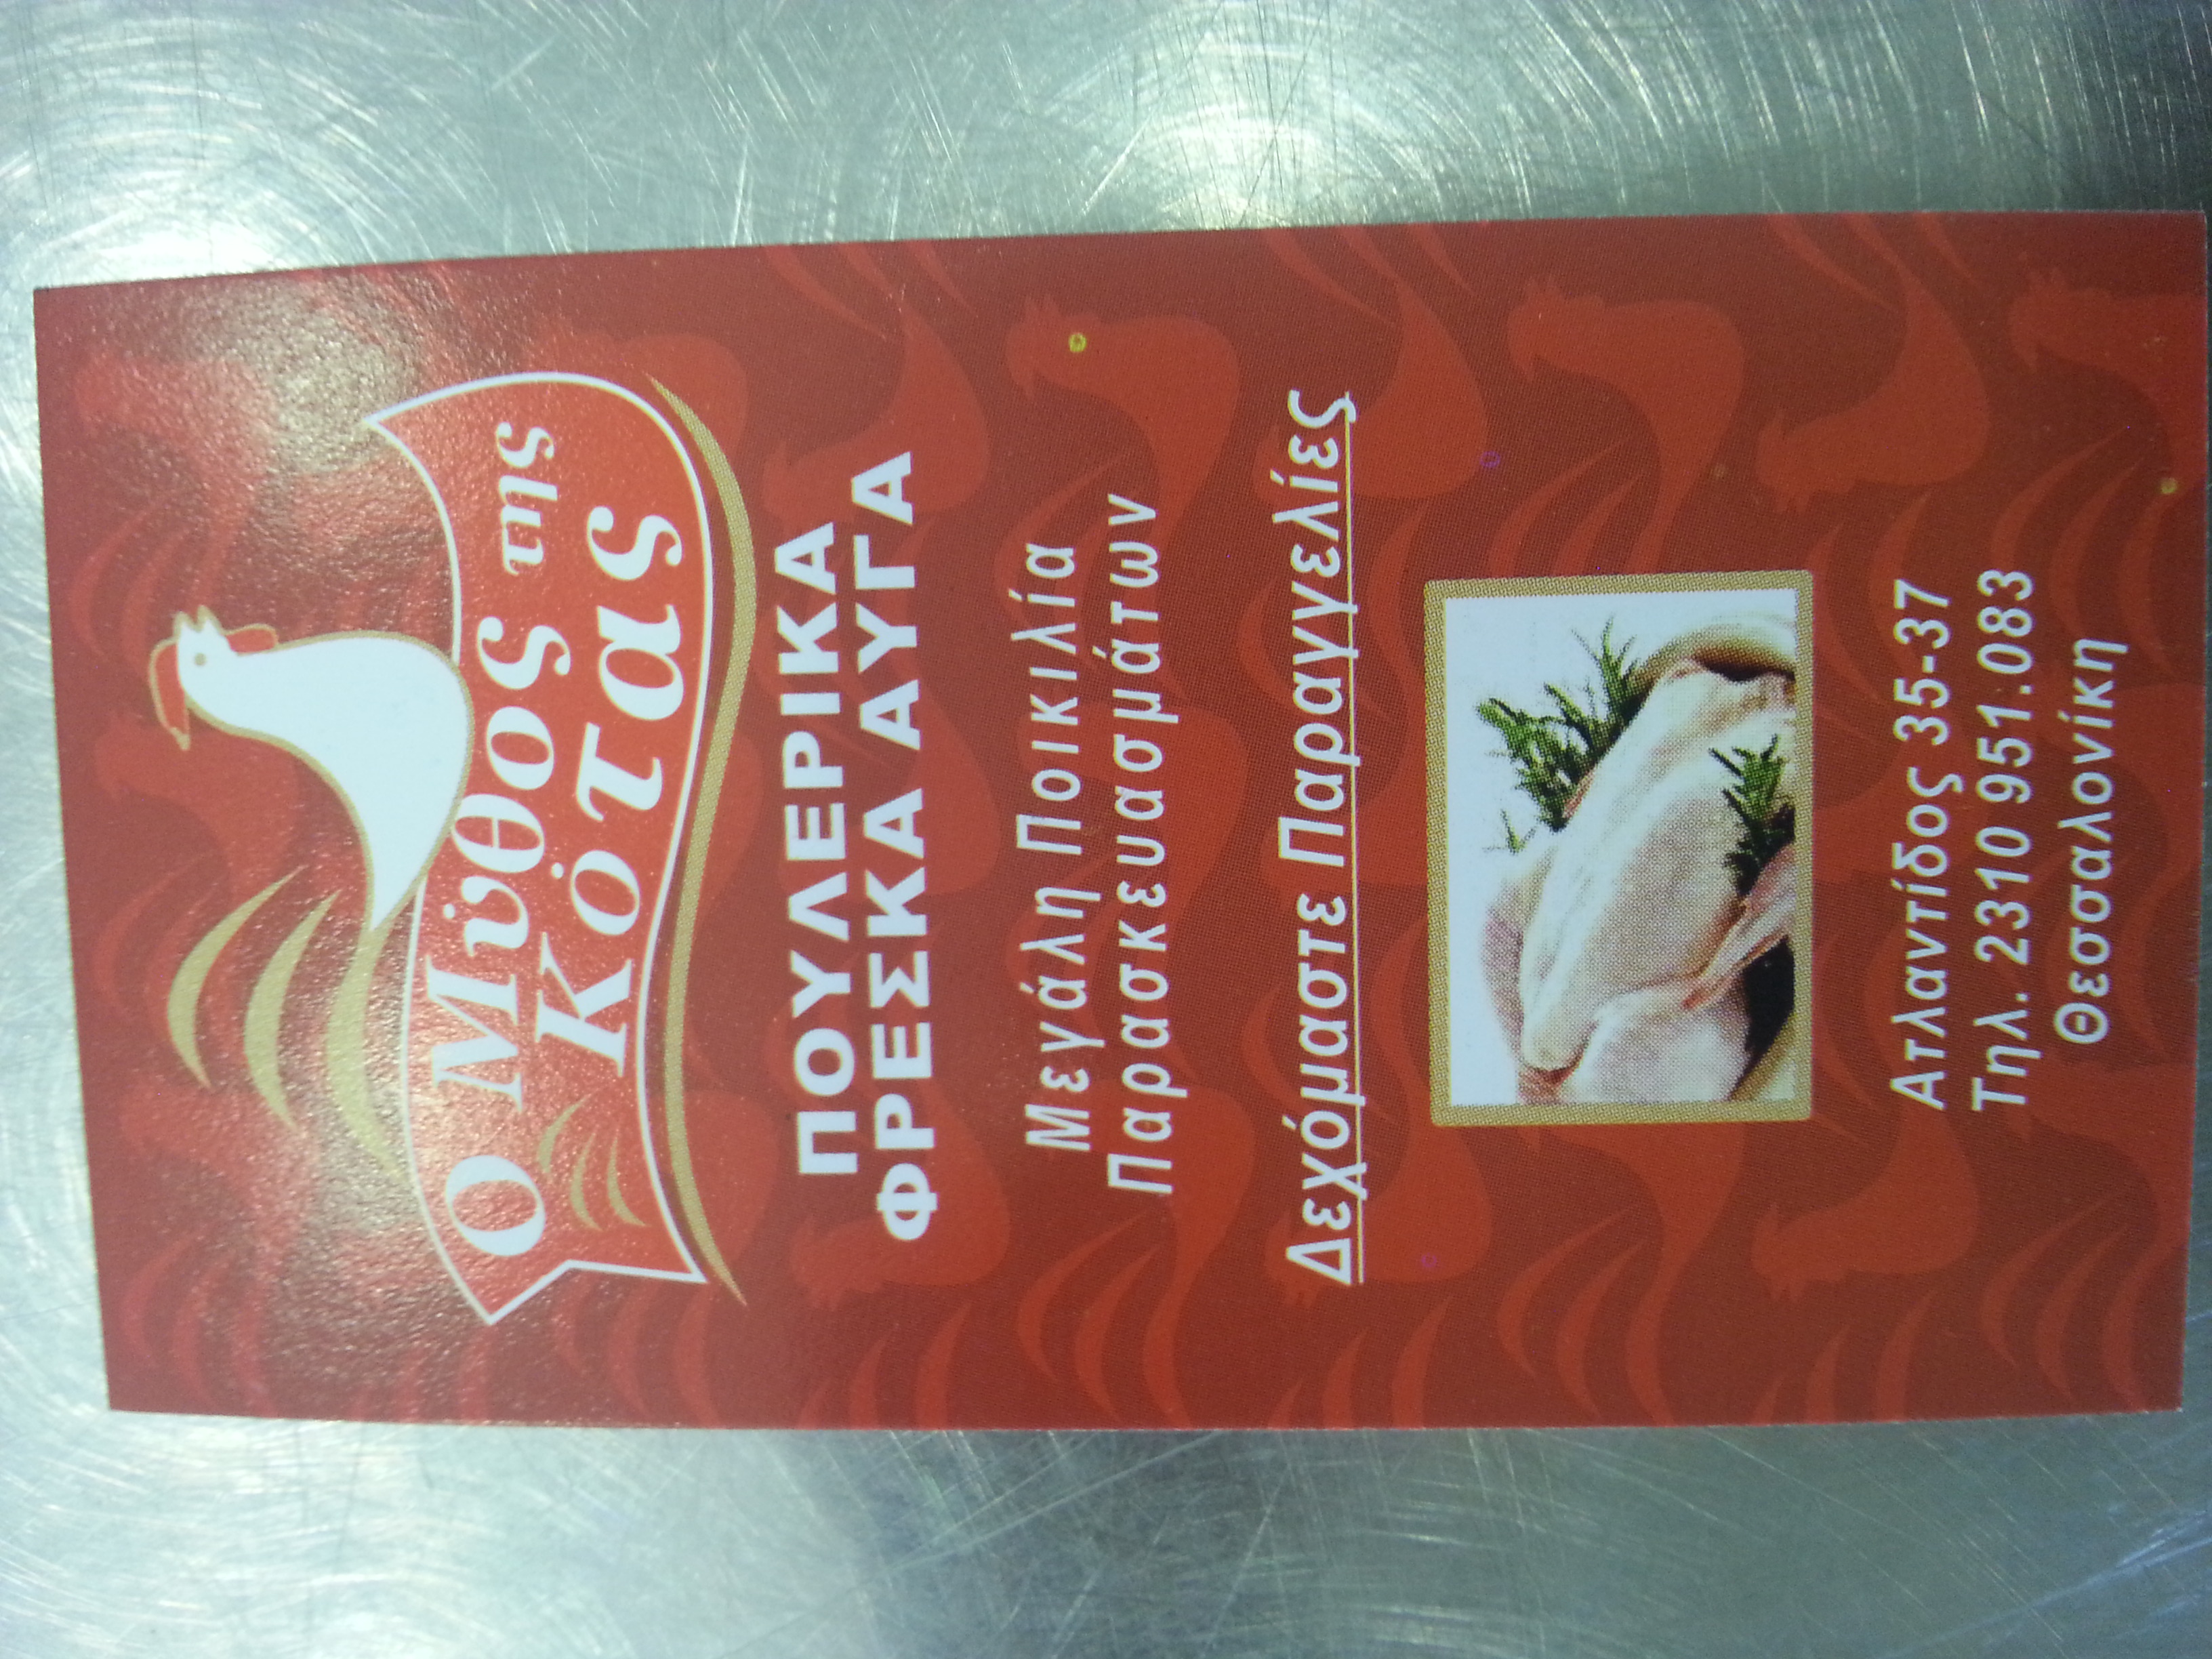 Ο Μύθος της
Κότας
ΠΟΥΛΕΡΙΚΑ
ΦΡΕΣΚΑ ΑΥΓΑ
Μεγάλη Ποικιλία
Παρασκευασμάτων
Δεχόμαστε Παραγγελίες
Ατλαντίδος 35-37
Τηλ. 2310 951.083
Θεσσαλονίκη